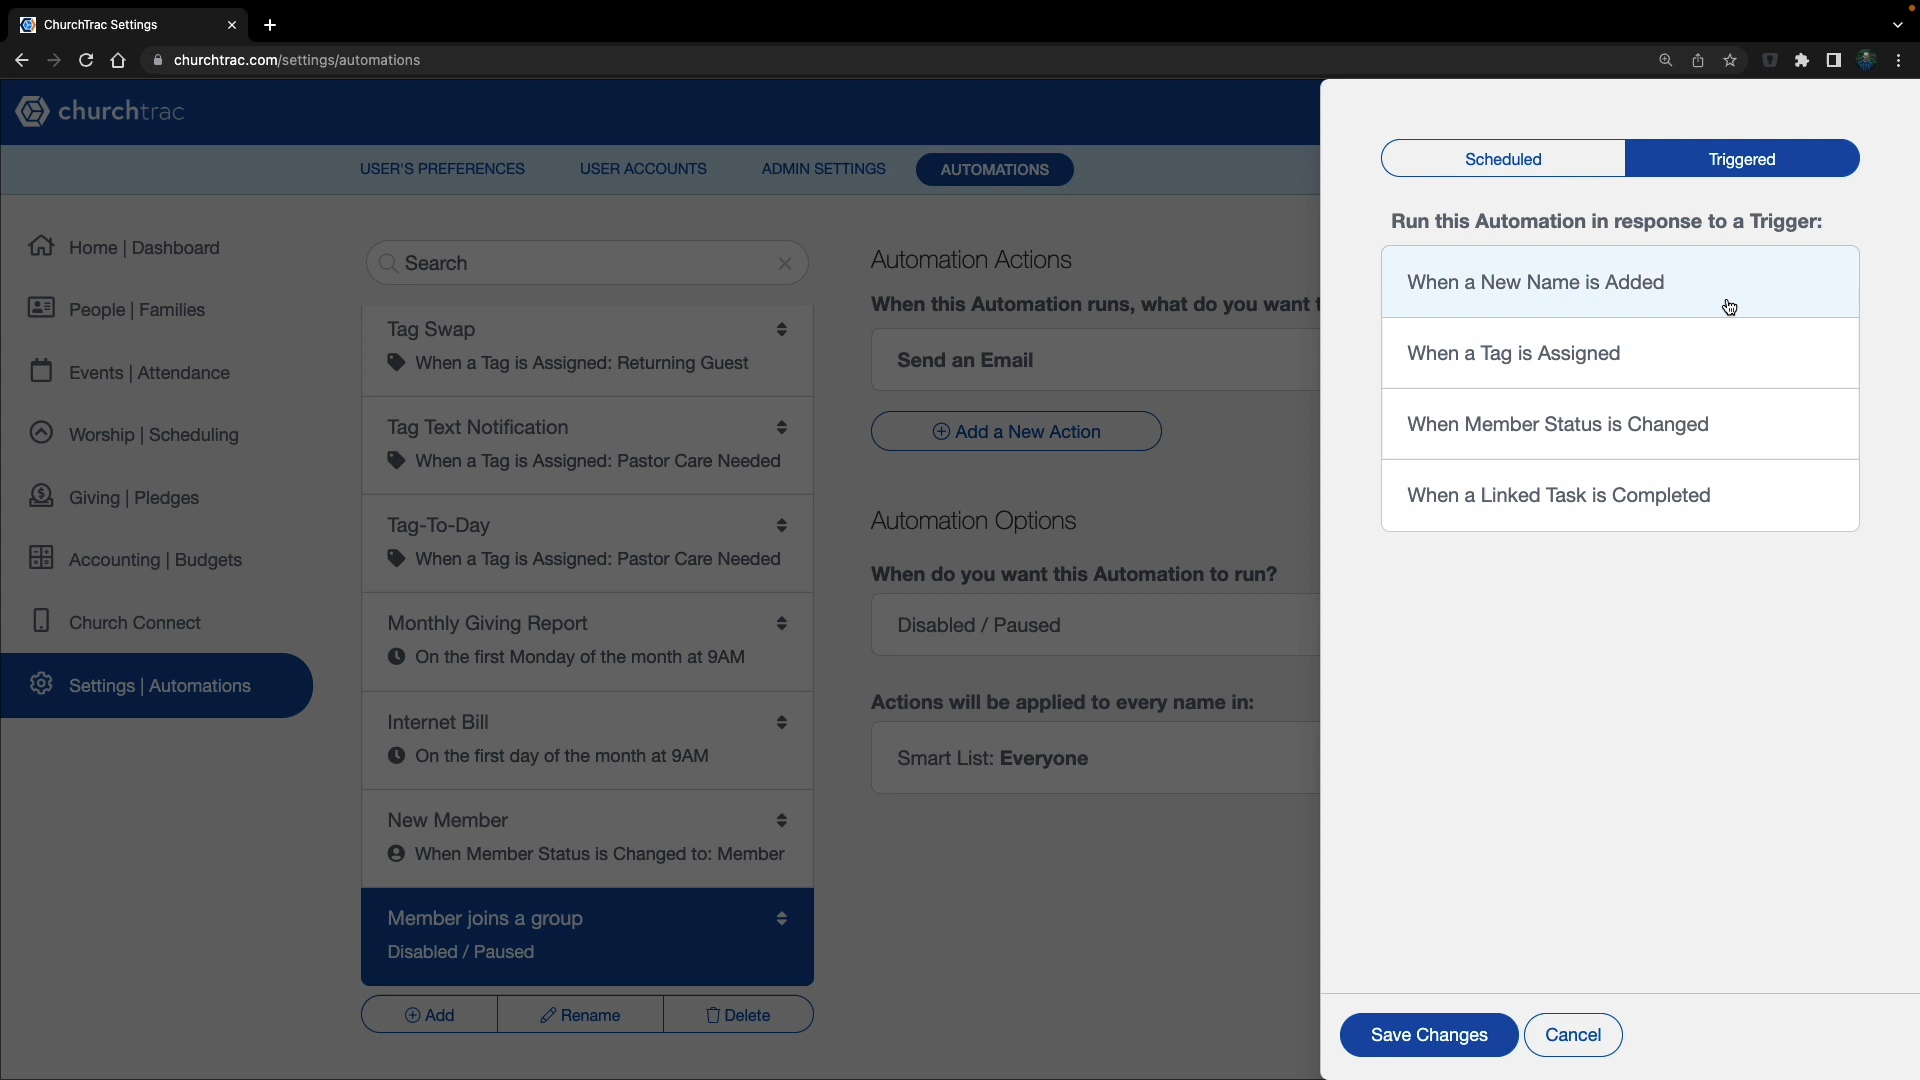 ChurchTrac Settings
churchtrac.com/settings/automations
churchtrac
USER'S PREFERENCES
USER ACCOUNTS
ADMIN SETTINGS
AUTOMATIONS
Home | Dashboard
People | Families
Events | Attendance
Worship | Scheduling
Giving | Pledges
Accounting | Budgets
Church Connect
Settings | Automations
Search
Tag Swap
When a Tag is Assigned: Returning Guest
Tag Text Notification
When a Tag is Assigned: Pastor Care Needed
Tag-To-Day
When a Tag is Assigned: Pastor Care Needed
Monthly Giving Report
On the first Monday of the month at 9AM
Internet Bill
On the first day of the month at 9AM
New Member
When Member Status is Changed to: Member
Member joins a group
Disabled / Paused
Add
Rename
Delete
Automation Actions
When this Automation runs, what do you want
Send an Email
Add a New Action
Automation Options
When do you want this Automation to run?
Disabled / Paused
Actions will be applied to every name in:
Smart List: Everyone
Scheduled
Triggered
Run this Automation in response to a Trigger:
When a New Name is Added
When a Tag is Assigned
When Member Status is Changed
When a Linked Task is Completed
Save Changes
Cancel